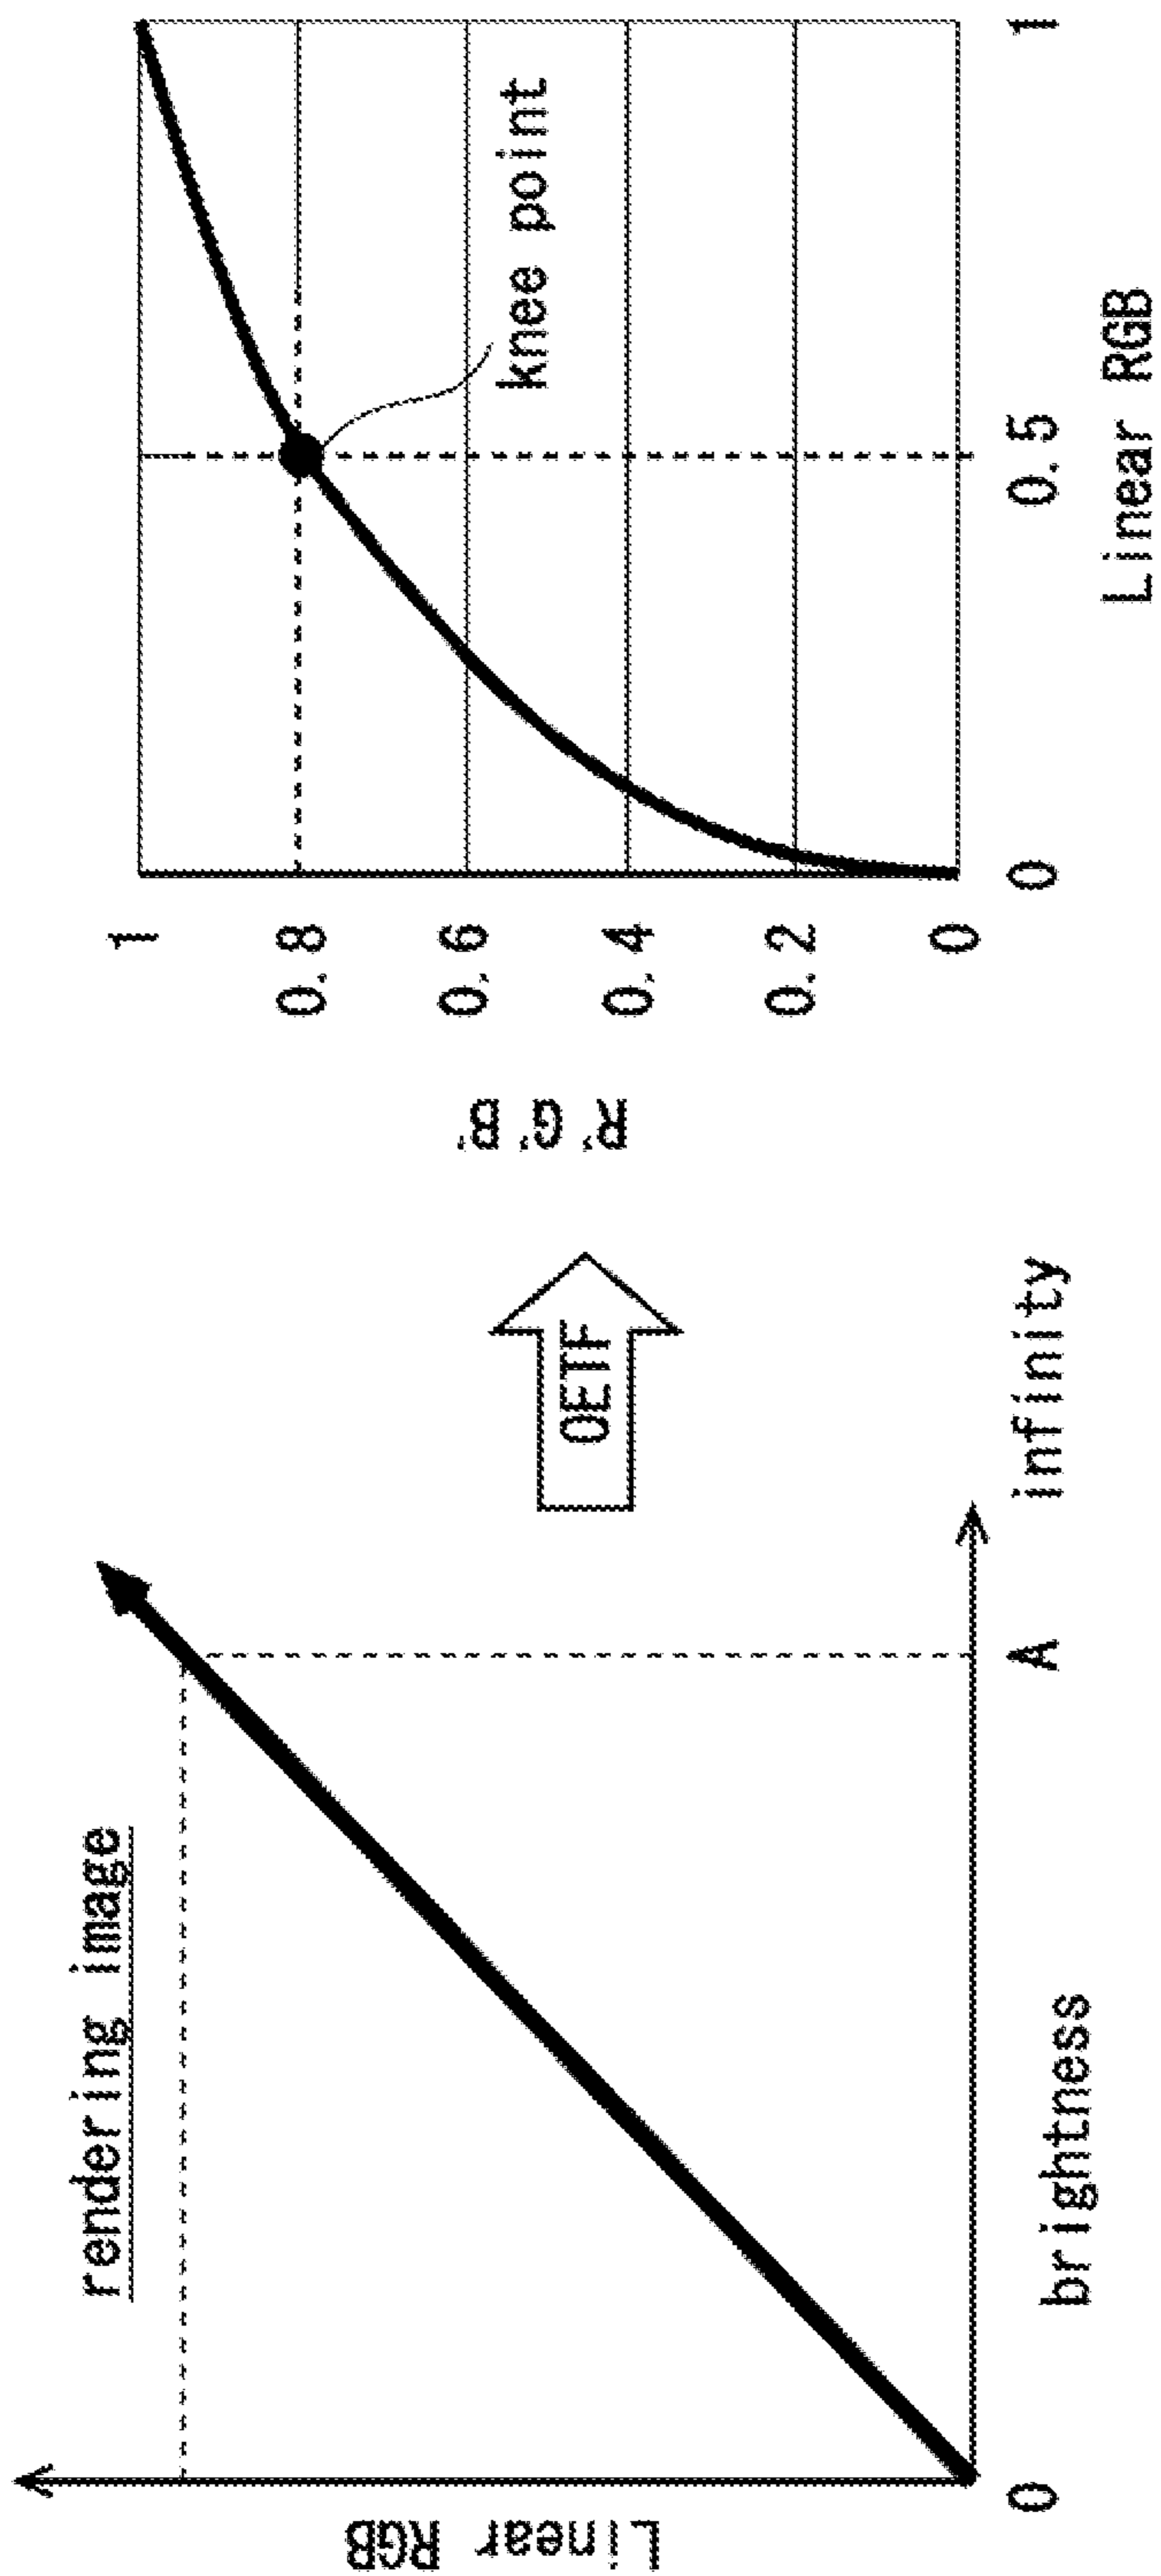 rendering image
Linear RGB
0
A
brightness
infinity
OETF
R'G'B'
1
0.8
0.6
0.4
0.2
0
knee point
0
0.5
1
Linear RGB